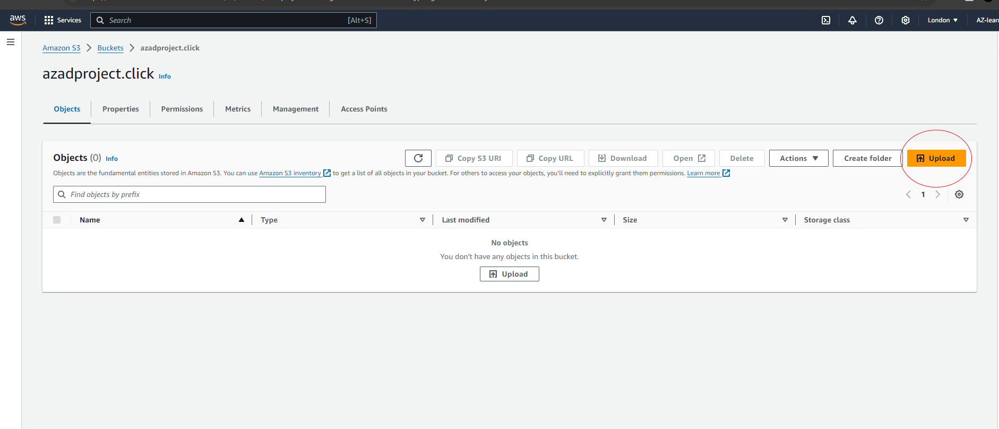 aws Services Search [Alt+S] London AZ-lear
Amazon S3 Buckets azadproject.click
azadproject.click Info
Objects Properties Permissions Metrics Management Access Points
Objects (0) Info Copy S3 URI Copy URL Download Open Delete Actions Create folder Upload
Objects are the fundamental entities stored in Amazon S3. You can use Amazon S3 inventory to get a list of all objects in your bucket. For others to access your objects, you'll need to explicitly grant them permissions. Learn more
Find objects by prefix 1
Name Type Last modified Size Storage class
No objects
You don't have any objects in this bucket.
Upload